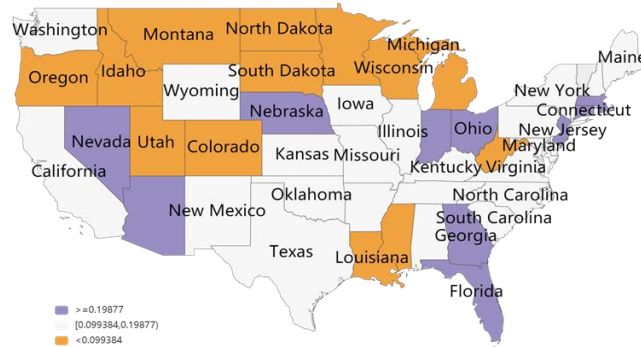 Washington
Montana
North Dakota
Michigan
Maine
Oregon
Idaho
South Dakota
Wisconsin
Wyoming
New York
Nebraska
Iowa
Connecticut
Nevada
Utah
Colorado
Illinois
Ohio
New Jersey
Maryland
California
Kansas
Missouri
Kentucky
Virginia
New Mexico
Oklahoma
North Carolina
South Carolina
Georgia
Texas
Louisiana
Florida
>=0.19877
[0.099384,0.19877)
<0.099384